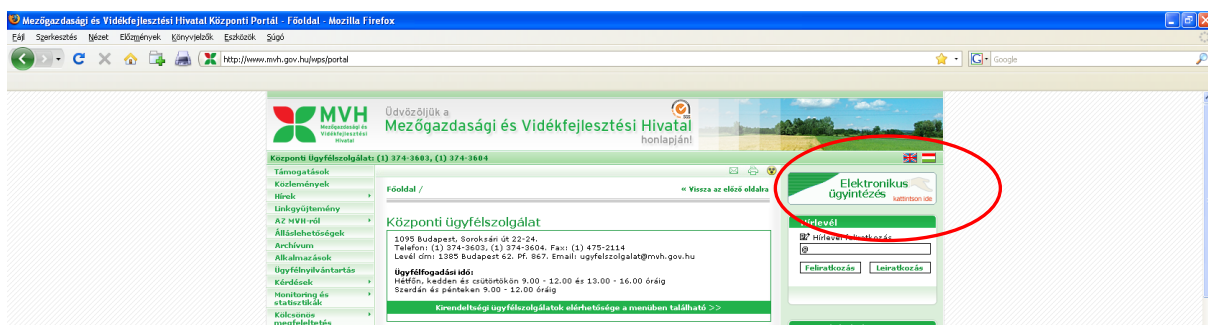 Mezőgazdasági és Vidékfejlesztési Hivatal Központi Portál - Főoldal - Mozilla Firefox
Fájl Szerkesztés Nézet Előzmények Könyvjelzők Eszközök Súgó
http://www.mvh.gov.hu/wps/portal
Google
MVH
Mezőgazdasági és
Vidékfejlesztési
Hivatal
Üdvözöljük a
Mezőgazdasági és Vidékfejlesztési Hivatal
honlapján!
Központi Ügyfélszolgálat: (1) 374-3603, (1) 374-3604
Támogatások
Közlemények
Hírek
Linkgyűjtemény
AZ MVH-ról
Álláslehetőségek
Archívum
Alkalmazások
Ügyfélnyilvántartás
Kérdések
Monitoring és
statisztikák
Kölcsönös
megfeleltetés
Főoldal /
« Vissza az előző oldalra
Központi ügyfélszolgálat
1095 Budapest, Soroksári út 22-24.
Telefon: (1) 374-3603, (1) 374-3604. Fax: (1) 475-2114
Levél cím: 1385 Budapest 62. Pf. 867. Email: ugyfelszolgalat@mvh.gov.hu
Ügyfélfogadási idő:
Hétfőn, kedden és csütörtökön 9.00 - 12.00 és 13.00 - 16.00 óráig
Szerdán és pénteken 9.00 - 12.00 óráig
Kirendeltségi ügyfélszolgálatok elérhetősége a menüben található >>
Elektronikus
ügyintézés kattintson ide
Hírlevél
Hírlevél feliratkozás
@
Feliratkozás Leiratkozás